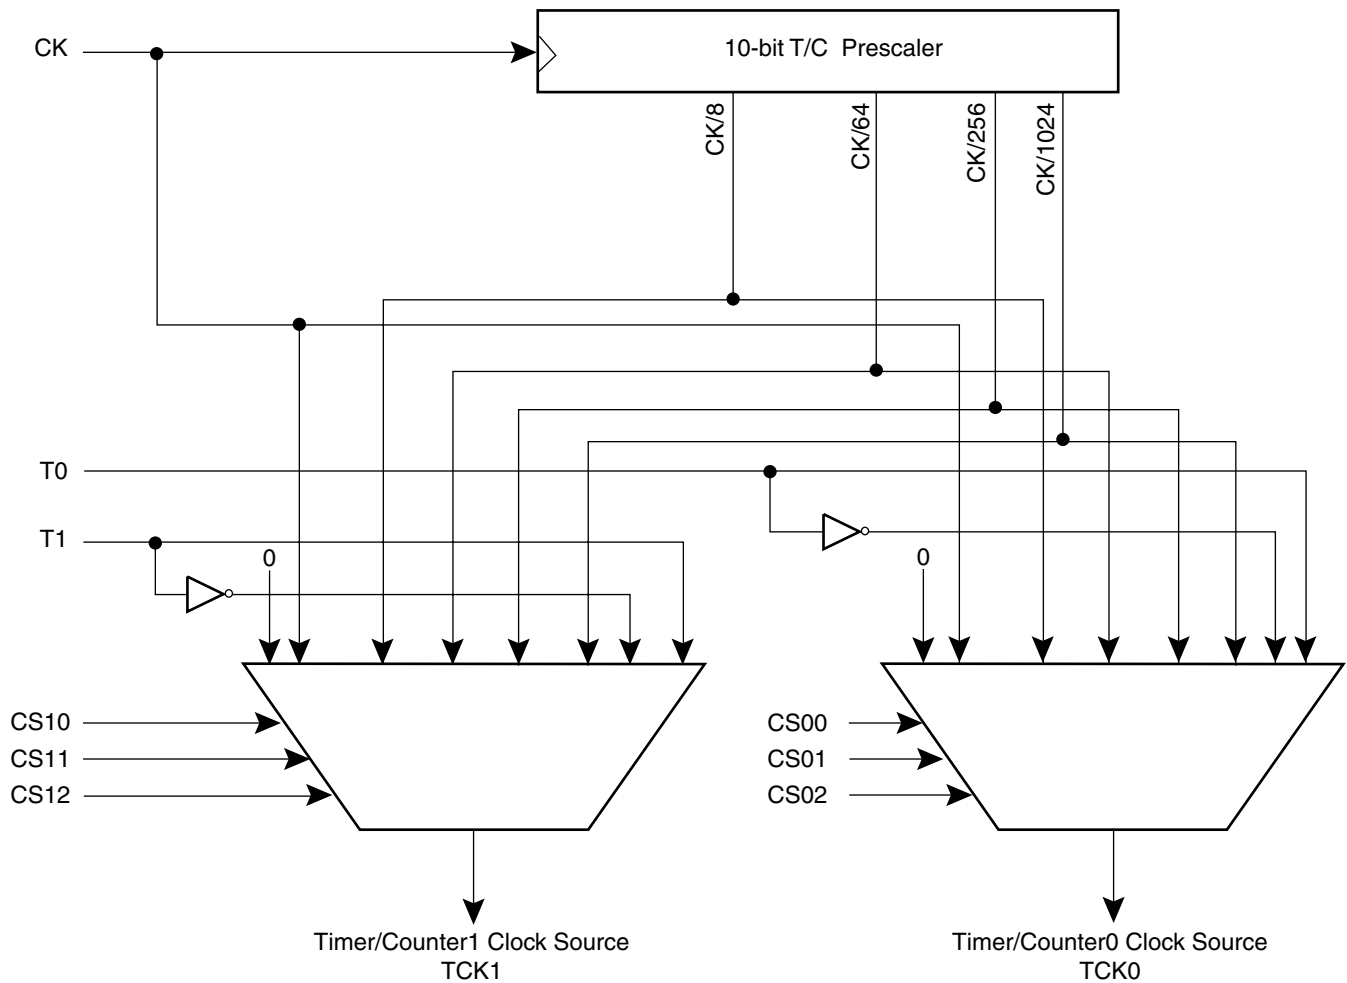 CK
10-bit T/C Prescaler
CK/8
CK/64
CK/256
CK/1024
T0
T1
0
0
CS10
CS11
CS12
CS00
CS01
CS02
Timer/Counter1 Clock Source
TCK1
Timer/Counter0 Clock Source
TCK0